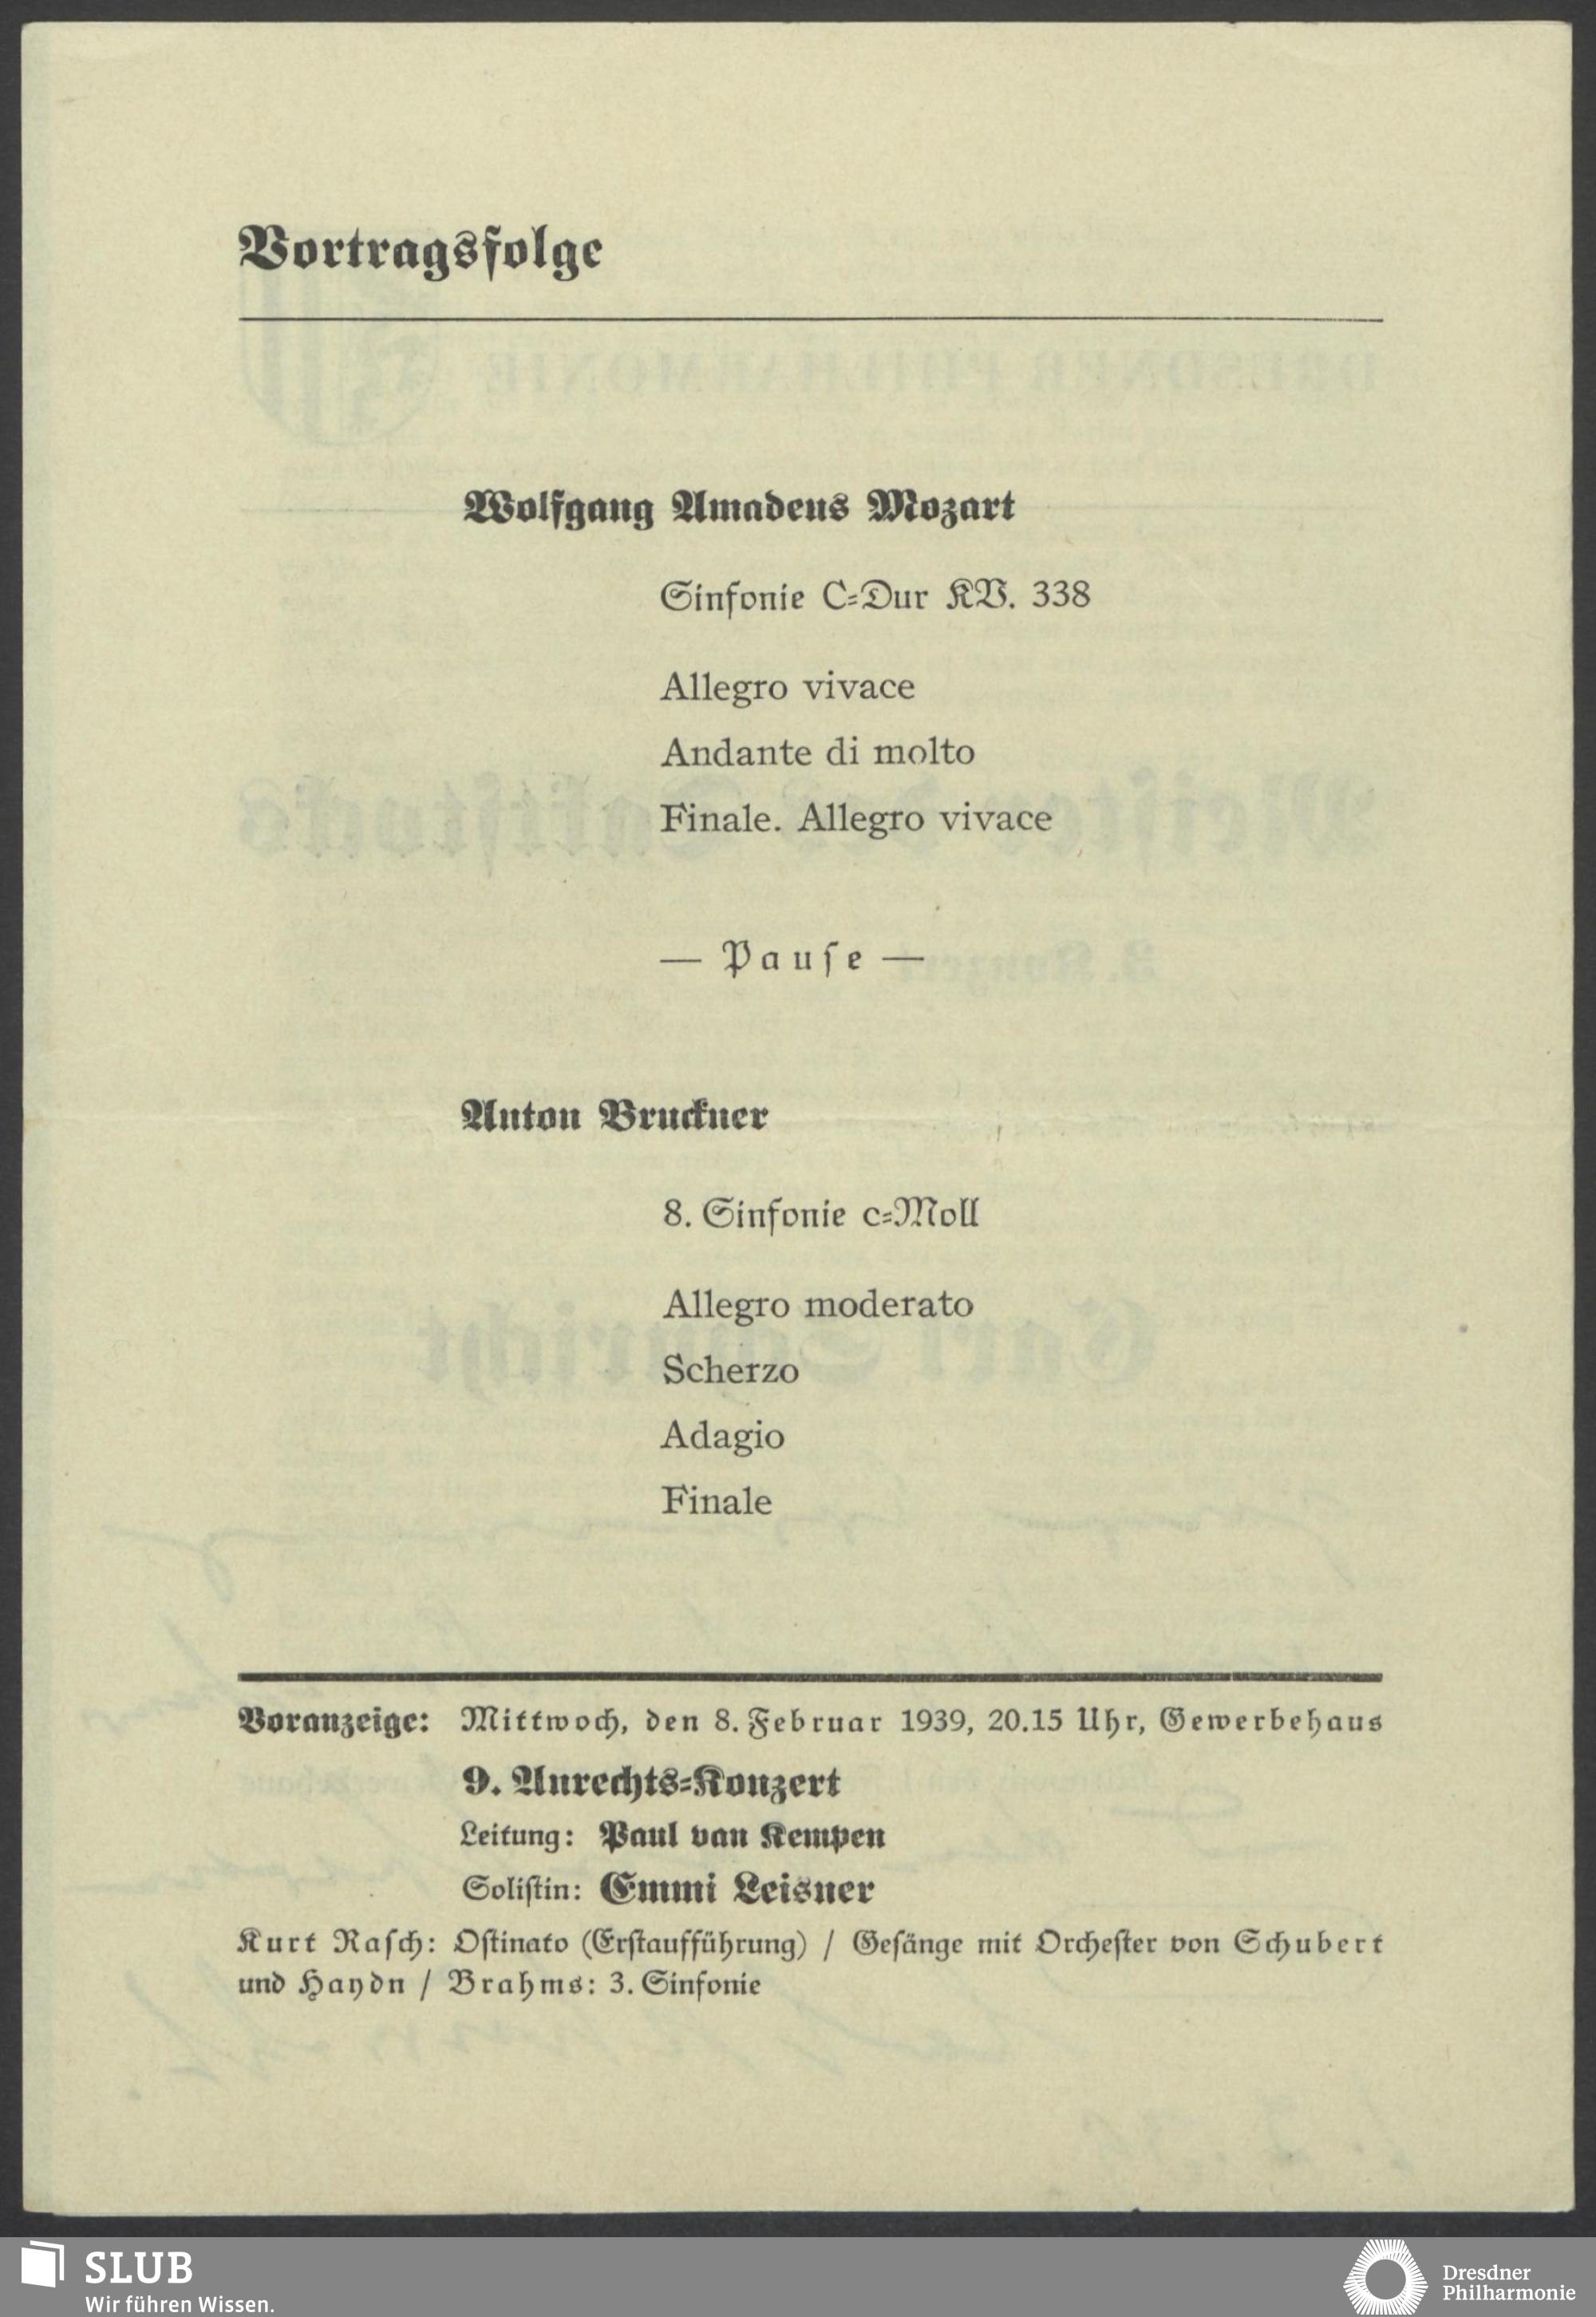 Vortragsfolge
Wolfgang Amadeus Mozart
Sinfonie C-Dur KV. 338
Allegro vivace
Andante di molto
Finale. Allegro vivace
— Pause —
Anton Bruckner
8. Sinfonie c-Moll
Allegro moderato
Scherzo
Adagio
Finale
Voranzeige: Mittwoch, den 8. Februar 1939, 20.15 Uhr, Gewerbehaus
9. Anrechts-Konzert
Leitung: Paul van Kempen
Solistin: Emmi Leisner
Kurt Rasch: Ostinato (Erstaufführung) / Gesänge mit Orchester von Schubert
und Haydn / Brahms: 3. Sinfonie
SLUB
Wir führen Wissen.
Dresdner
Philharmonie